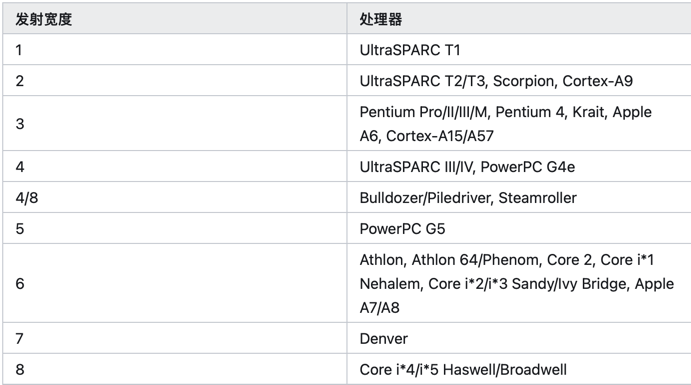 发射宽度 处理器
1 UltraSPARC T1
2 UltraSPARC T2/T3, Scorpion, Cortex-A9
3 Pentium Pro/II/III/M, Pentium 4, Krait, Apple
A6, Cortex-A15/A57
4 UltraSPARC III/IV, PowerPC G4e
4/8 Bulldozer/Piledriver, Steamroller
5 PowerPC G5
6 Athlon, Athlon 64/Phenom, Core 2, Core i*1
Nehalem, Core i*2/i*3 Sandy/Ivy Bridge, Apple
A7/A8
7 Denver
8 Core i*4/i*5 Haswell/Broadwell